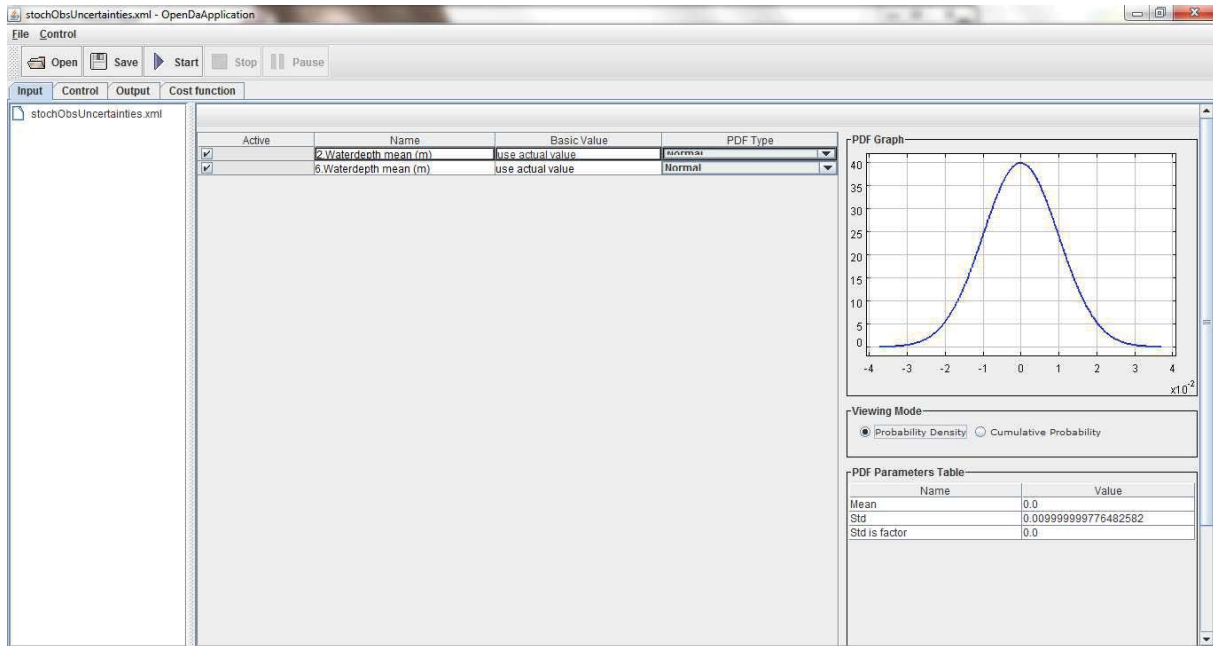 stochObsUncertainties.xml - OpenDaApplication
File Control
Open Save Start Stop Pause
Input Control Output Cost function
stochObsUncertainties.xml
Active Name Basic Value PDF Type
2.Waterdepth mean (m) use actual value Normal
6.Waterdepth mean (m) use actual value Normal
PDF Graph
40
35
30
25
20
15
10
5
0
-4 -3 -2 -1 0 1 2 3 4
x10-2
Viewing Mode
Probability Density Cumulative Probability
PDF Parameters Table
Name Value
Mean 0.0
Std 0.009999999776482582
Std is factor 0.0